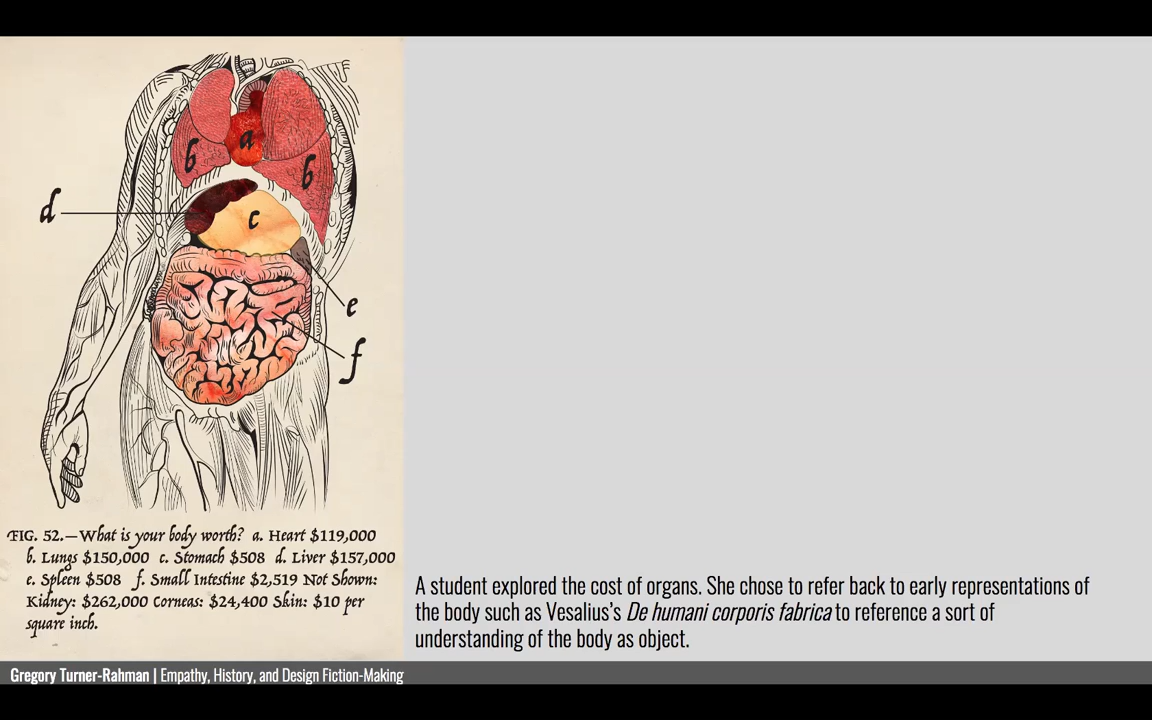 a
b
b
d
c
e
f
FIG. 52.—What is your body worth? a. Heart $119,000
b. Lungs $150,000 c. Stomach $508 d. Liver $157,000
e. Spleen $508 f. Small Intestine $2,519 Not Shown:
Kidney: $262,000 Corneas: $24,400 Skin: $10 per
square inch.
A student explored the cost of organs. She chose to refer back to early representations of
the body such as Vesalius’s De humani corporis fabrica to reference a sort of
understanding of the body as object.
Gregory Turner-Rahman | Empathy, History, and Design Fiction-Making